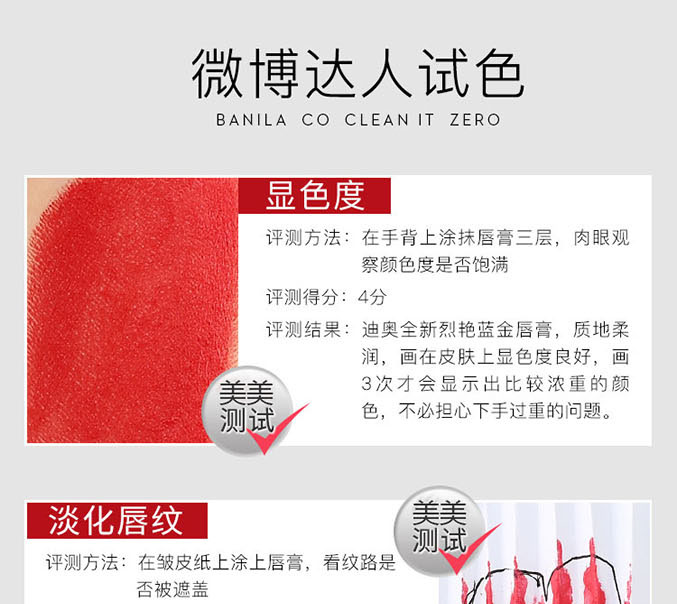 微博达人试色
BANILA CO CLEAN IT ZERO
显色度
评测方法：在手背上涂抹唇膏三层，肉眼观
察颜色度是否饱满
评测得分：4分
评测结果：迪奥全新烈艳蓝金唇膏，质地柔
润，画在皮肤上显色度良好，画
3次才会显示出比较浓重的颜
色，不必担心下手过重的问题。
美美
测试
淡化唇纹
美美
测试
评测方法：在皱皮纸上涂上唇膏，看纹路是
否被遮盖